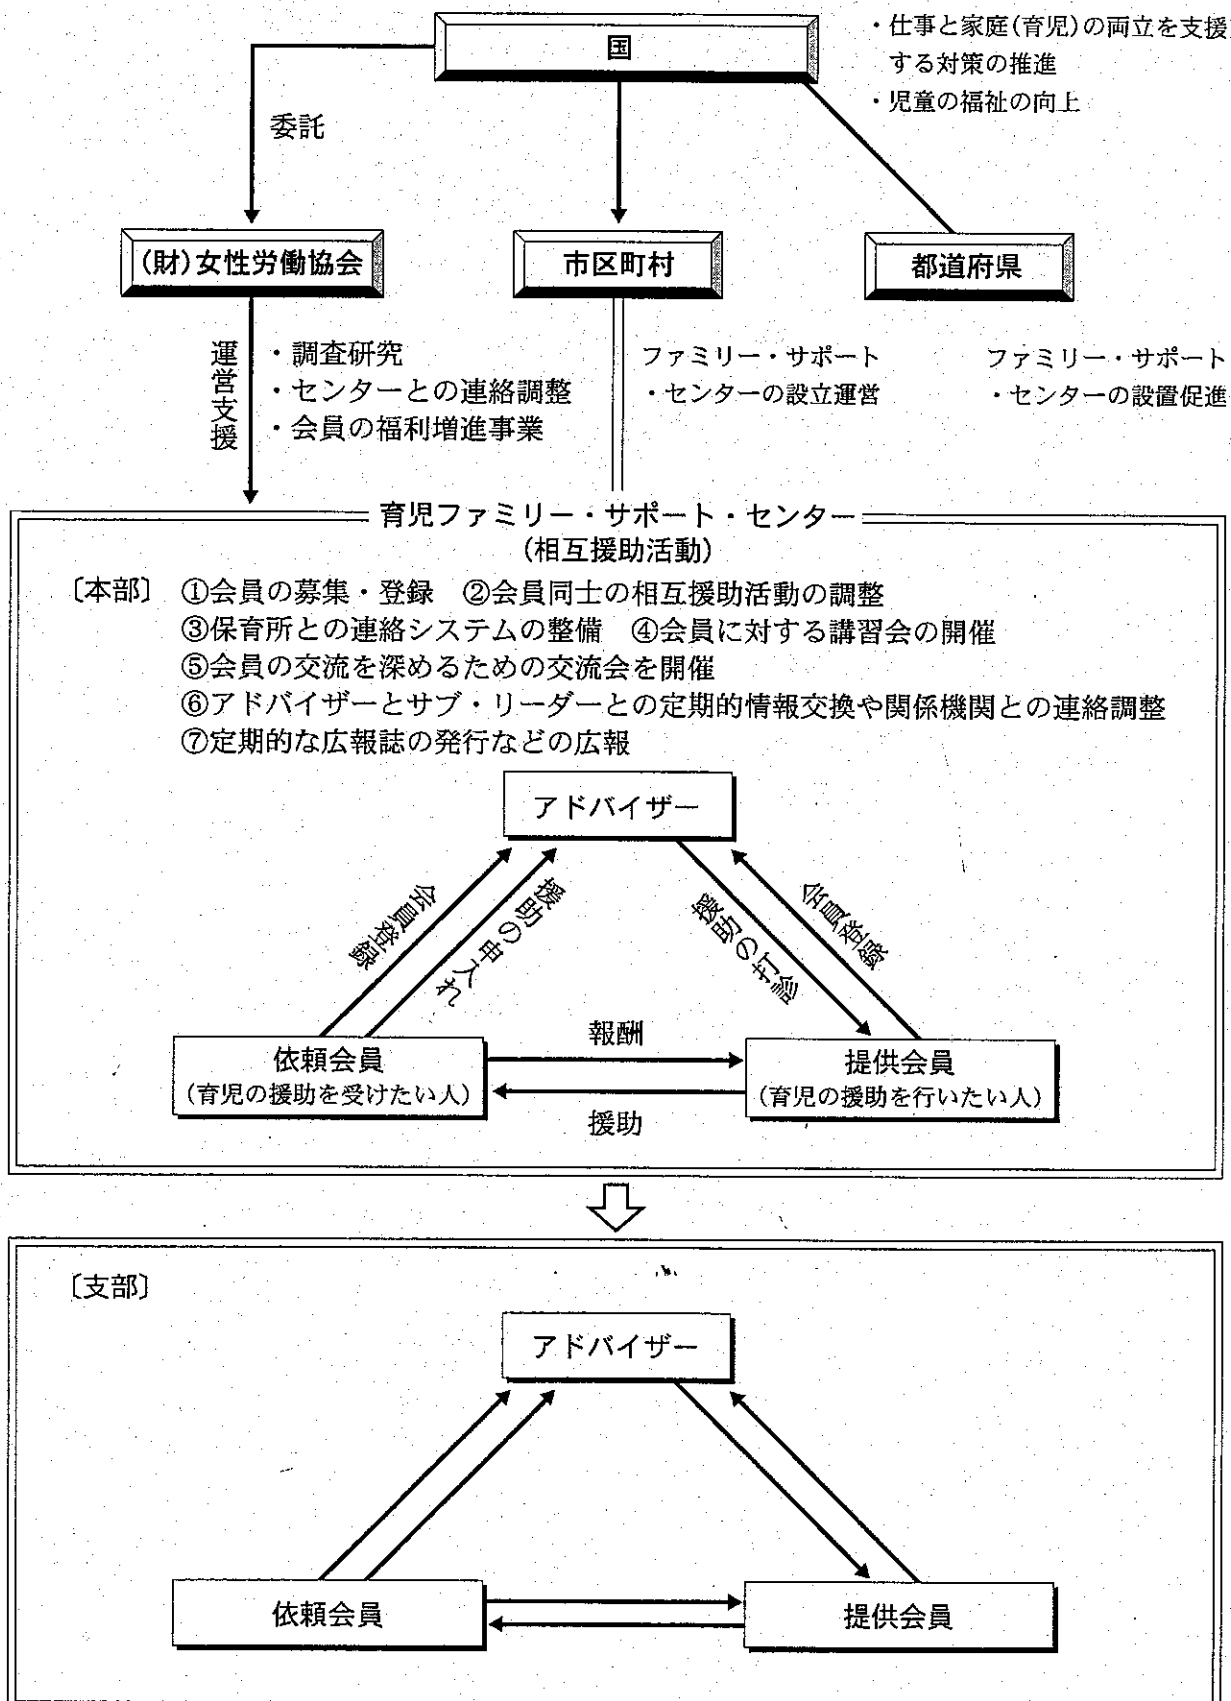 国
・仕事と家庭(育児)の両立を支援
する対策の推進
・児童の福祉の向上
委託
(財)女性労働協会
市区町村
都道府県
運営支援
・調査研究
・センターとの連絡調整
・会員の福利増進事業
ファミリー・サポート
・センターの設立運営
ファミリー・サポート
・センターの設置促進
育児ファミリー・サポート・センター
(相互援助活動)
〔本部〕 ①会員の募集・登録 ②会員同士の相互援助活動の調整
③保育所との連絡システムの整備 ④会員に対する講習会の開催
⑤会員の交流を深めるための交流会を開催
⑥アドバイザーとサブ・リーダーとの定期的情報交換や関係機関との連絡調整
⑦定期的な広報誌の発行などの広報
アドバイザー
会員登録
援助の申入れ
援助の打診
会員登録
依頼会員
(育児の援助を受けたい人)
報酬
援助
提供会員
(育児の援助を行いたい人)
〔支部〕
アドバイザー
依頼会員
提供会員